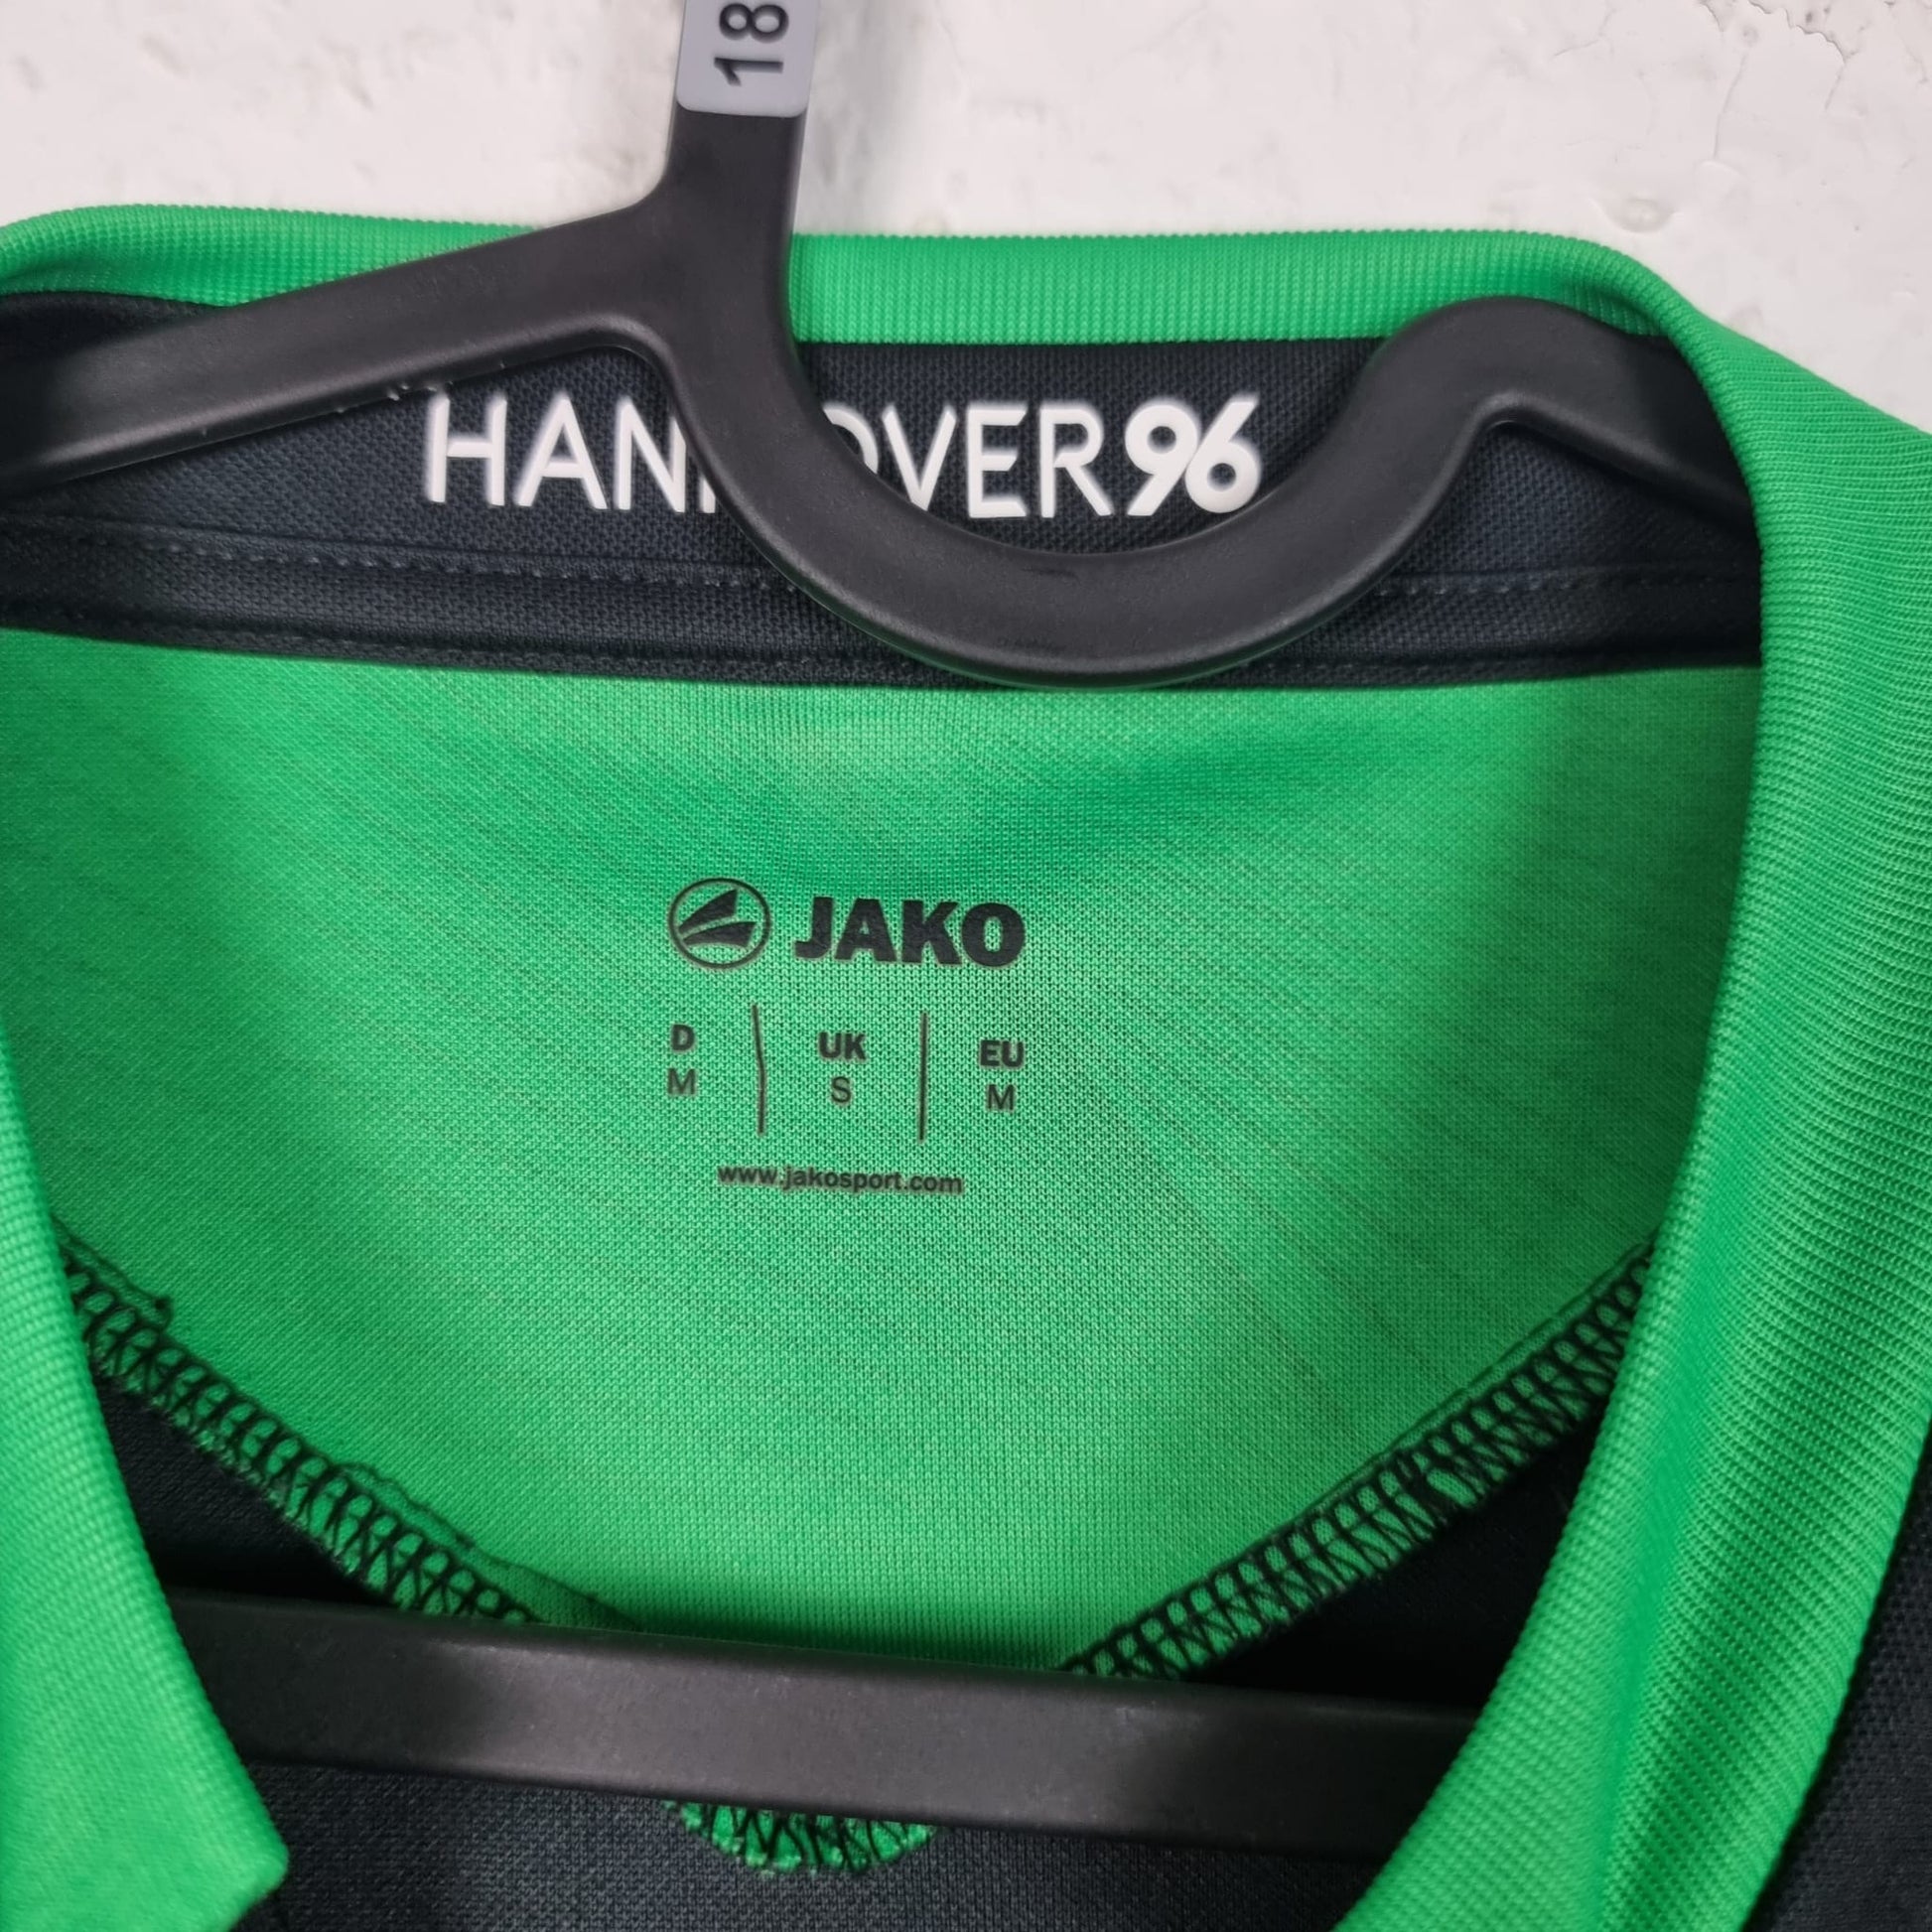 18
HANNOVER96
JAKO
D UK EU
M S M
www.jakosport.com